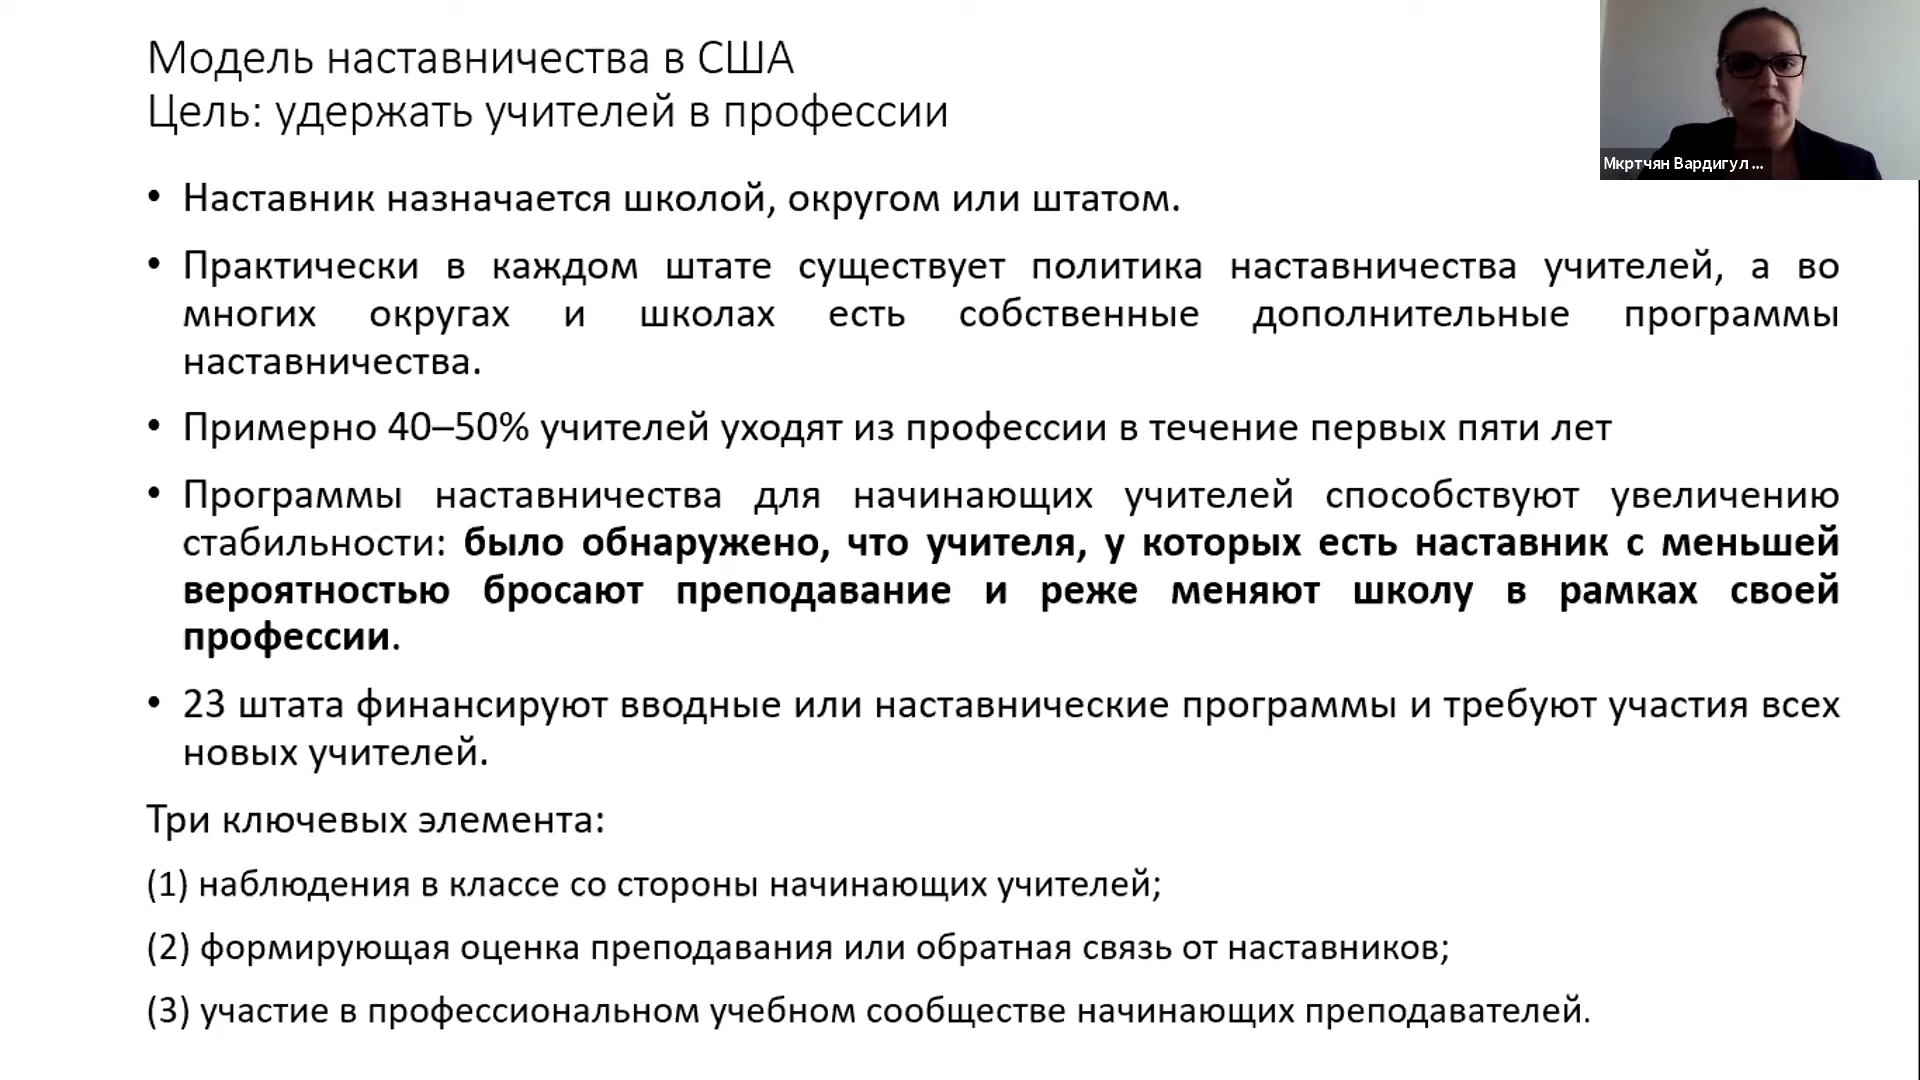 Модель наставничества в США
Цель: удержать учителей в профессии
Мкртчян Вардигул ...
• Наставник назначается школой, округом или штатом.
• Практически в каждом штате существует политика наставничества учителей, а во
многих округах и школах есть собственные дополнительные программы
наставничества.
• Примерно 40–50% учителей уходят из профессии в течение первых пяти лет
• Программы наставничества для начинающих учителей способствуют увеличению
стабильности: было обнаружено, что учителя, у которых есть наставник с меньшей
вероятностью бросают преподавание и реже меняют школу в рамках своей
профессии.
• 23 штата финансируют вводные или наставнические программы и требуют участия всех
новых учителей.
Три ключевых элемента:
(1) наблюдения в классе со стороны начинающих учителей;
(2) формирующая оценка преподавания или обратная связь от наставников;
(3) участие в профессиональном учебном сообществе начинающих преподавателей.